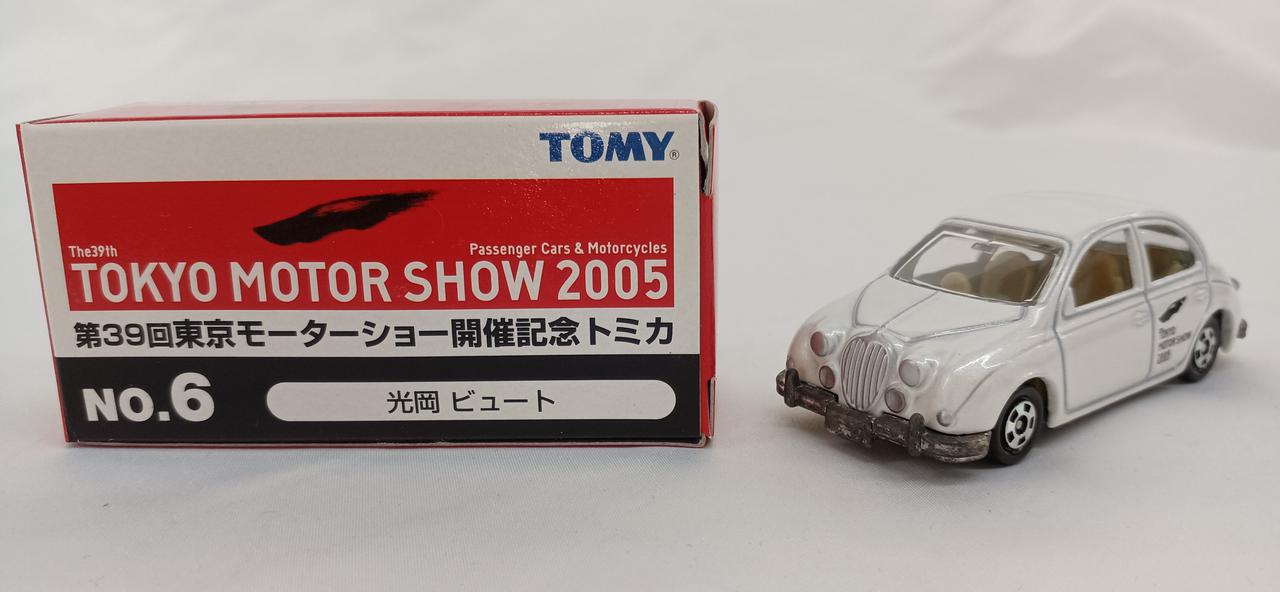 TOMY®
The39th
Passenger Cars & Motorcycles
TOKYO MOTOR SHOW 2005
第39回東京モーターショー開催記念トミカ
NO.6
光岡 ビュート
TOKYO
MOTOR SHOW
2005